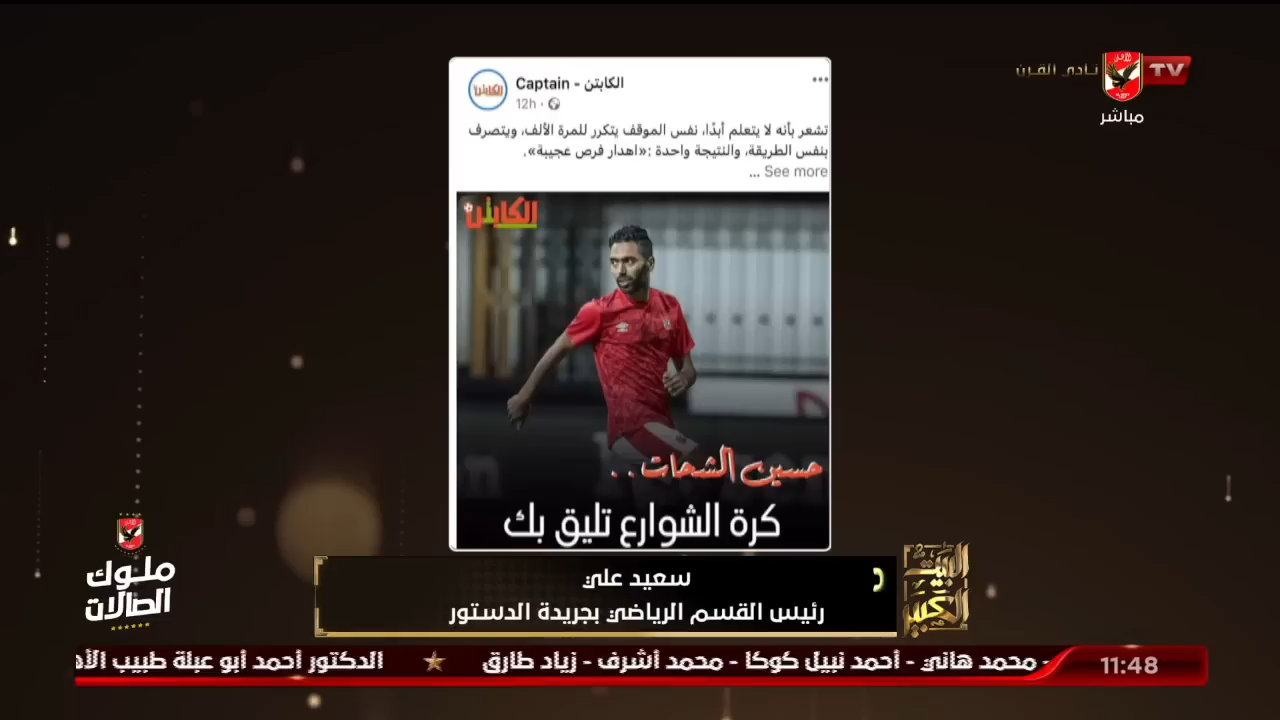 نادي القرن
TV
مباشر
الكابتن
Captain - الكابتن
12h
تشعر بأنه لا يتعلم أبدًا، نفس الموقف يتكرر للمرة الألف، ويتصرف
بنفس الطريقة، والنتيجة واحدة :«اهدار فرص عجيبة».
... See more
الكابتن
حسين الشحات . .
كرة الشوارع تليق بك
سعيد علي
رئيس القسم الرياضي بجريدة الدستور
البيت الكبير
ملوك الصالات
- محمد هاني - أحمد نبيل كوكا - محمد أشرف - زياد طارق ★ الدكتور أحمد أبو عبلة طبيب الأه
11:48